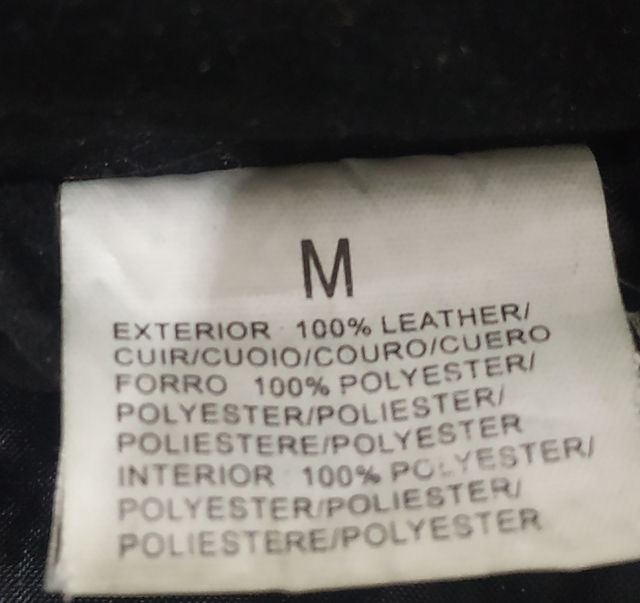 M
EXTERIOR 100% LEATHER/
CUIR/CUOIO/COURO/CUERO
FORRO 100% POLYESTER/
POLYESTER/POLIESTER/
POLIESTERE/POLYESTER
INTERIOR 100% POLYESTER/
POLYESTER/POLIESTER/
POLIESTERE/POLYESTER